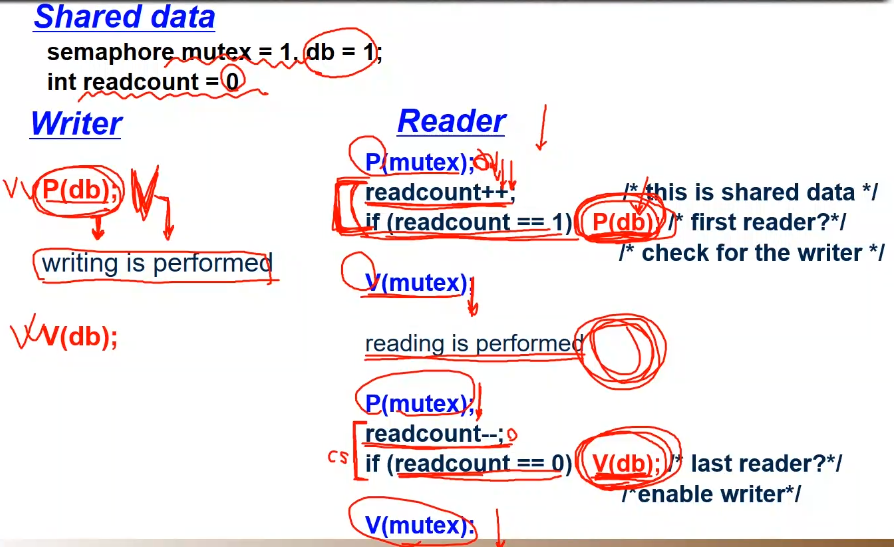 Shared data
semaphore mutex = 1, db = 1;
int readcount = 0
Writer
P(db);
writing is performed
V(db);
Reader
P(mutex);
readcount++; /* this is shared data */
if (readcount == 1) P(db); /* first reader?*/
/* check for the writer */
V(mutex);
reading is performed
P(mutex);
readcount--; 0
CS
if (readcount == 0) V(db); /* last reader?*/
/*enable writer*/
V(mutex);